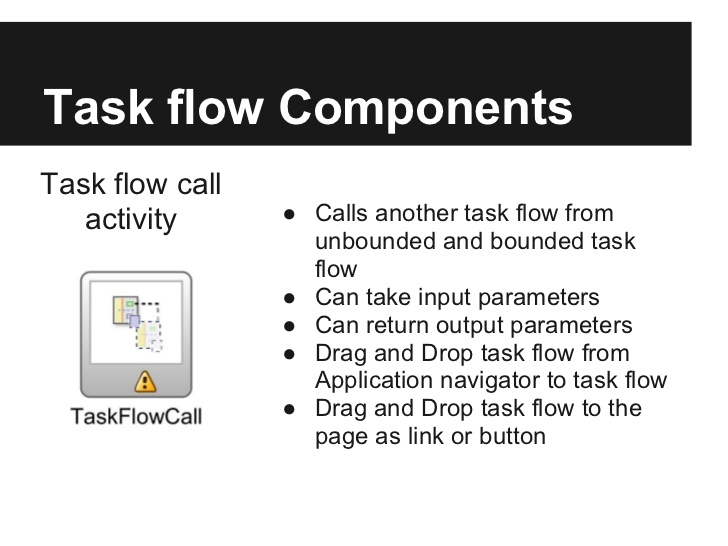 Task flow Components
Task flow call
activity
TaskFlowCall
● Calls another task flow from
unbounded and bounded task
flow
● Can take input parameters
● Can return output parameters
● Drag and Drop task flow from
Application navigator to task flow
● Drag and Drop task flow to the
page as link or button